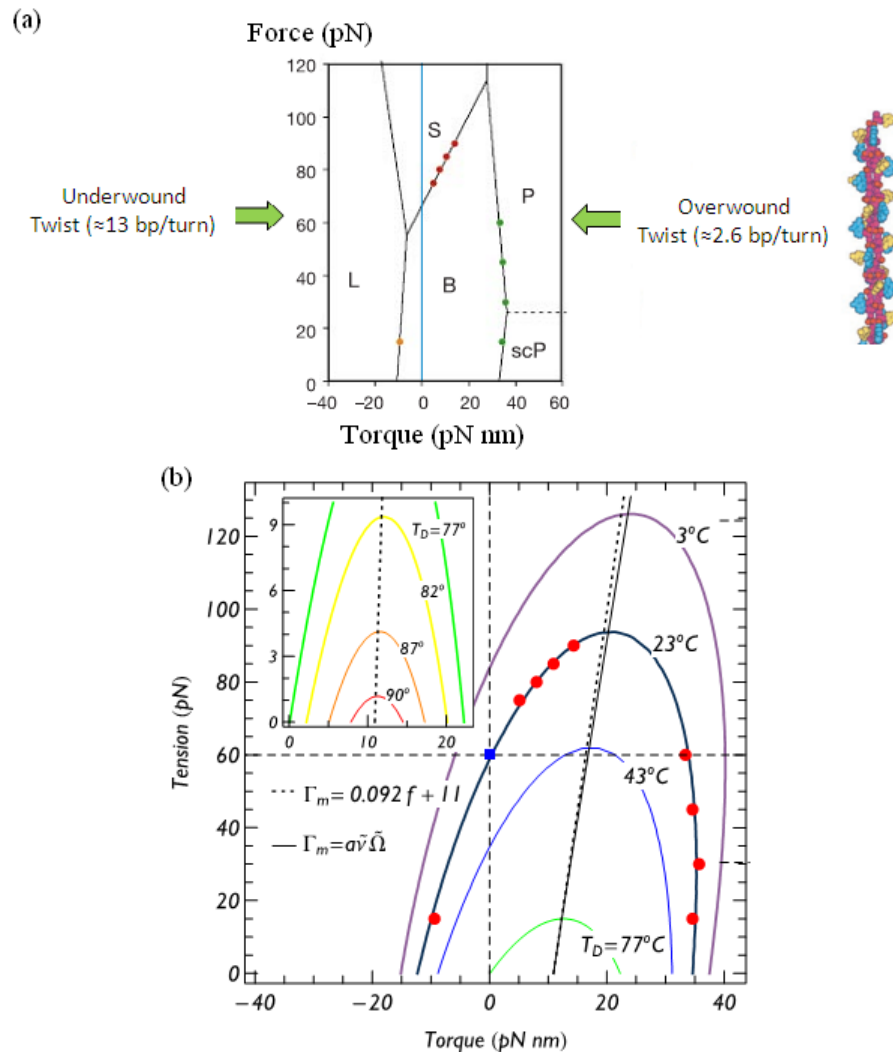 (a)
Force (pN)
120
100
80
60
40
20
0
−40 −20 0 20 40 60
Torque (pN nm)
S
P
L
B
scP
Underwound
Twist (≈13 bp/turn)
Overwound
Twist (≈2.6 bp/turn)
(b)
Tension (pN)
120
100
80
60
40
20
0
−40 −20 0 20 40
Torque (pN nm)
9
6
3
0
0 10 20
T_D=77°
82°
87°
90°
3°C
23°C
43°C
T_D=77°C
Γ_m= 0.092 f + 11
Γ_m= aν̃ Ω̃